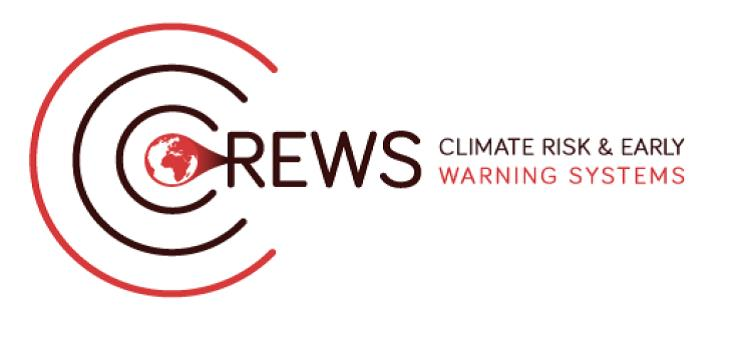 CREWS
CLIMATE RISK & EARLY
WARNING SYSTEMS